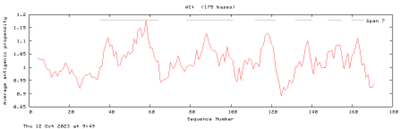 AC4 (175 bases)
1.2
Span 7
1.15
1.1
1.05
1
0.95
0.9
0.85
Average antigenic propensity
0 20 40 60 80 100 120 140 160 180
Sequence Number
Thu 12 Oct 2023 at 9:49